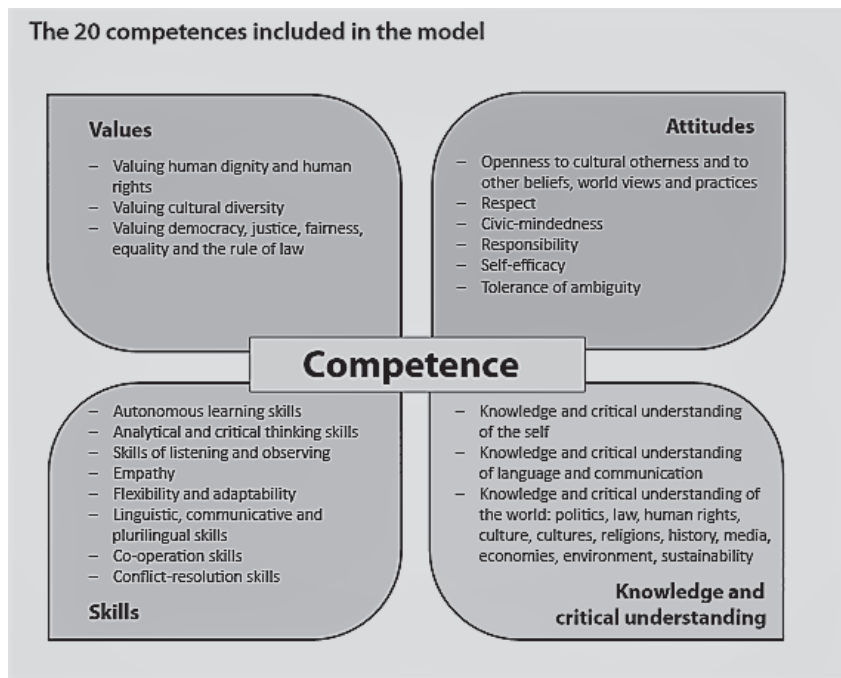 The 20 competences included in the model
Values
– Valuing human dignity and human
rights
– Valuing cultural diversity
– Valuing democracy, justice, fairness,
equality and the rule of law
Attitudes
– Openness to cultural otherness and to
other beliefs, world views and practices
– Respect
– Civic-mindedness
– Responsibility
– Self-efficacy
– Tolerance of ambiguity
Competence
– Autonomous learning skills
– Analytical and critical thinking skills
– Skills of listening and observing
– Empathy
– Flexibility and adaptability
– Linguistic, communicative and
plurilingual skills
– Co-operation skills
– Conflict-resolution skills
Skills
– Knowledge and critical understanding
of the self
– Knowledge and critical understanding
of language and communication
– Knowledge and critical understanding of
the world: politics, law, human rights,
culture, cultures, religions, history, media,
economies, environment, sustainability
Knowledge and
critical understanding